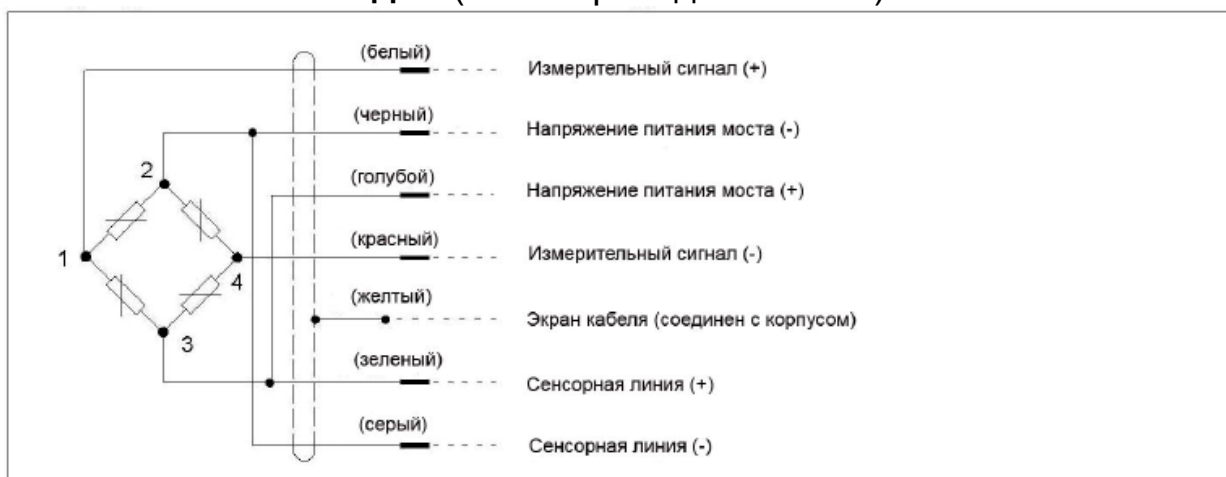 (белый) Измерительный сигнал (+)
(черный) Напряжение питания моста (-)
2
(голубой) Напряжение питания моста (+)
(красный) Измерительный сигнал (-)
1
4
(желтый) Экран кабеля (соединен с корпусом)
3
(зеленый) Сенсорная линия (+)
(серый) Сенсорная линия (-)